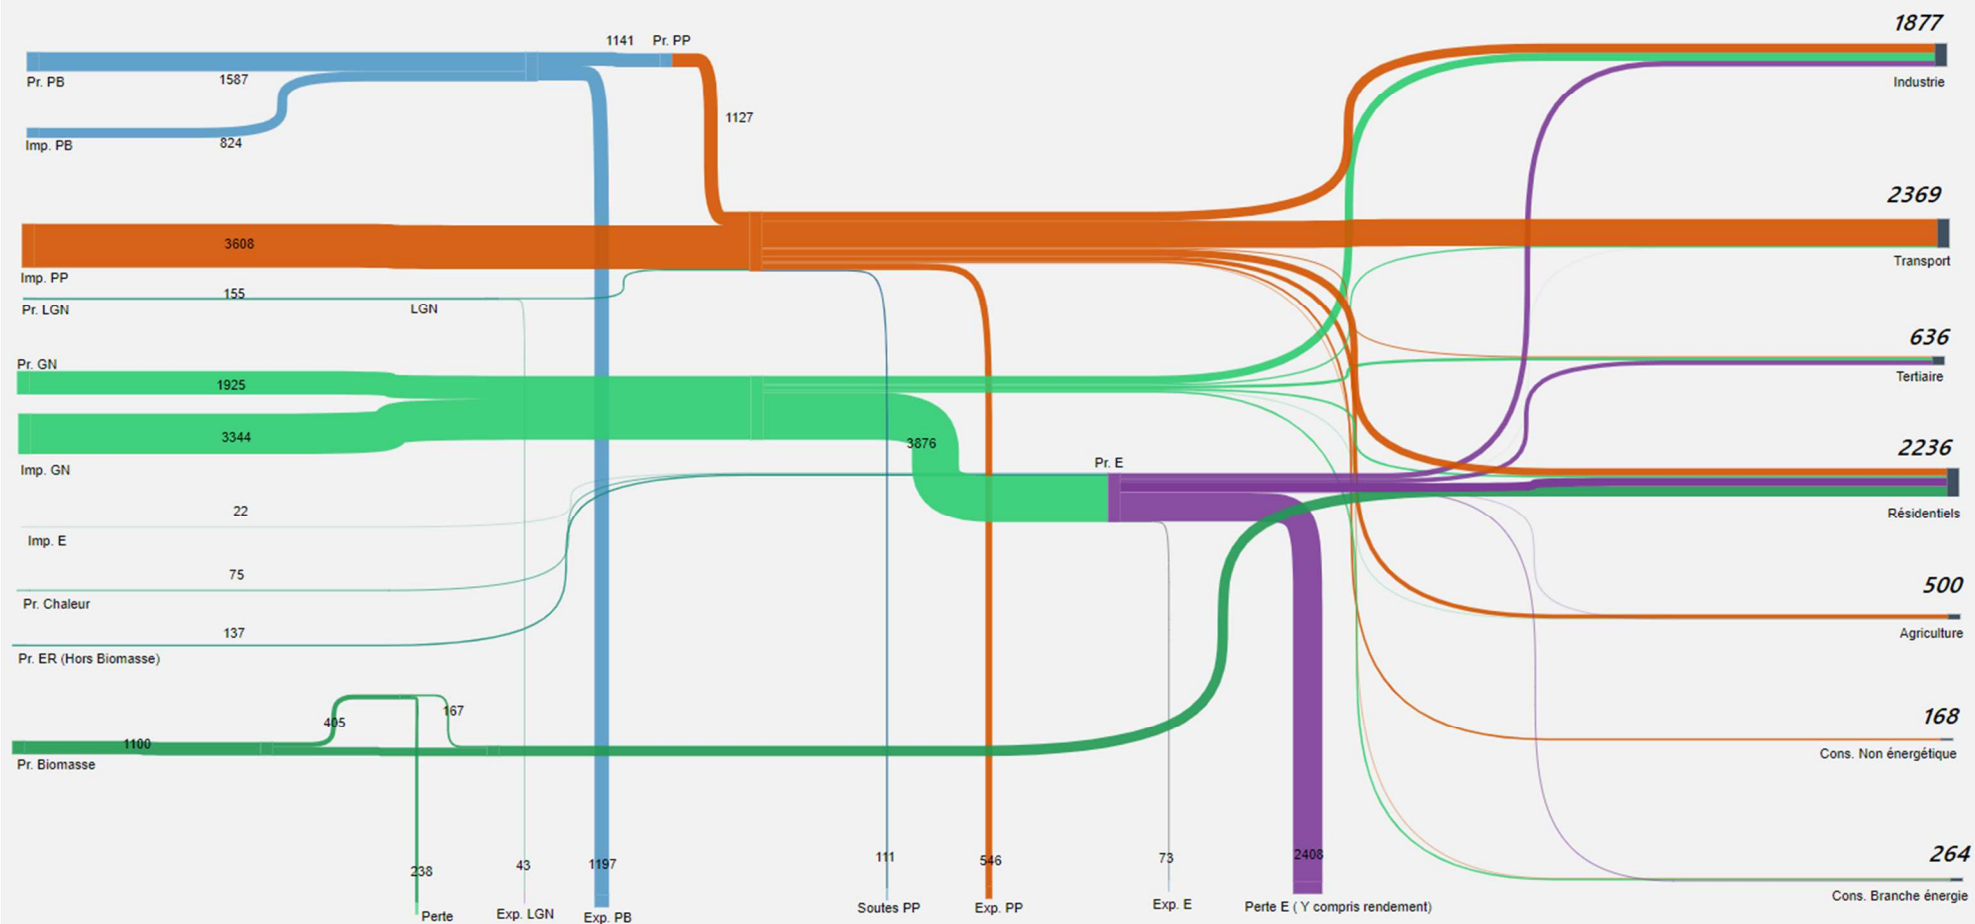 1877
1141 Pr. PP
Pr. PB
1587
Industrie
1127
Imp. PB
824
2369
3608
Transport
Imp. PP
155
Pr. LGN
LGN
636
Pr. GN
1925
Tertiaire
3344
3876
2236
Imp. GN
Pr. E
22
Résidentiels
Imp. E
75
500
Pr. Chaleur
137
Agriculture
Pr. ER (Hors Biomasse)
405
167
168
1100
Cons. Non énergétique
Pr. Biomasse
238
43
1197
111
546
73
2408
264
Cons. Branche énergie
Perte
Exp. LGN
Exp. PB
Soutes PP
Exp. PP
Exp. E
Perte E ( Y compris rendement)